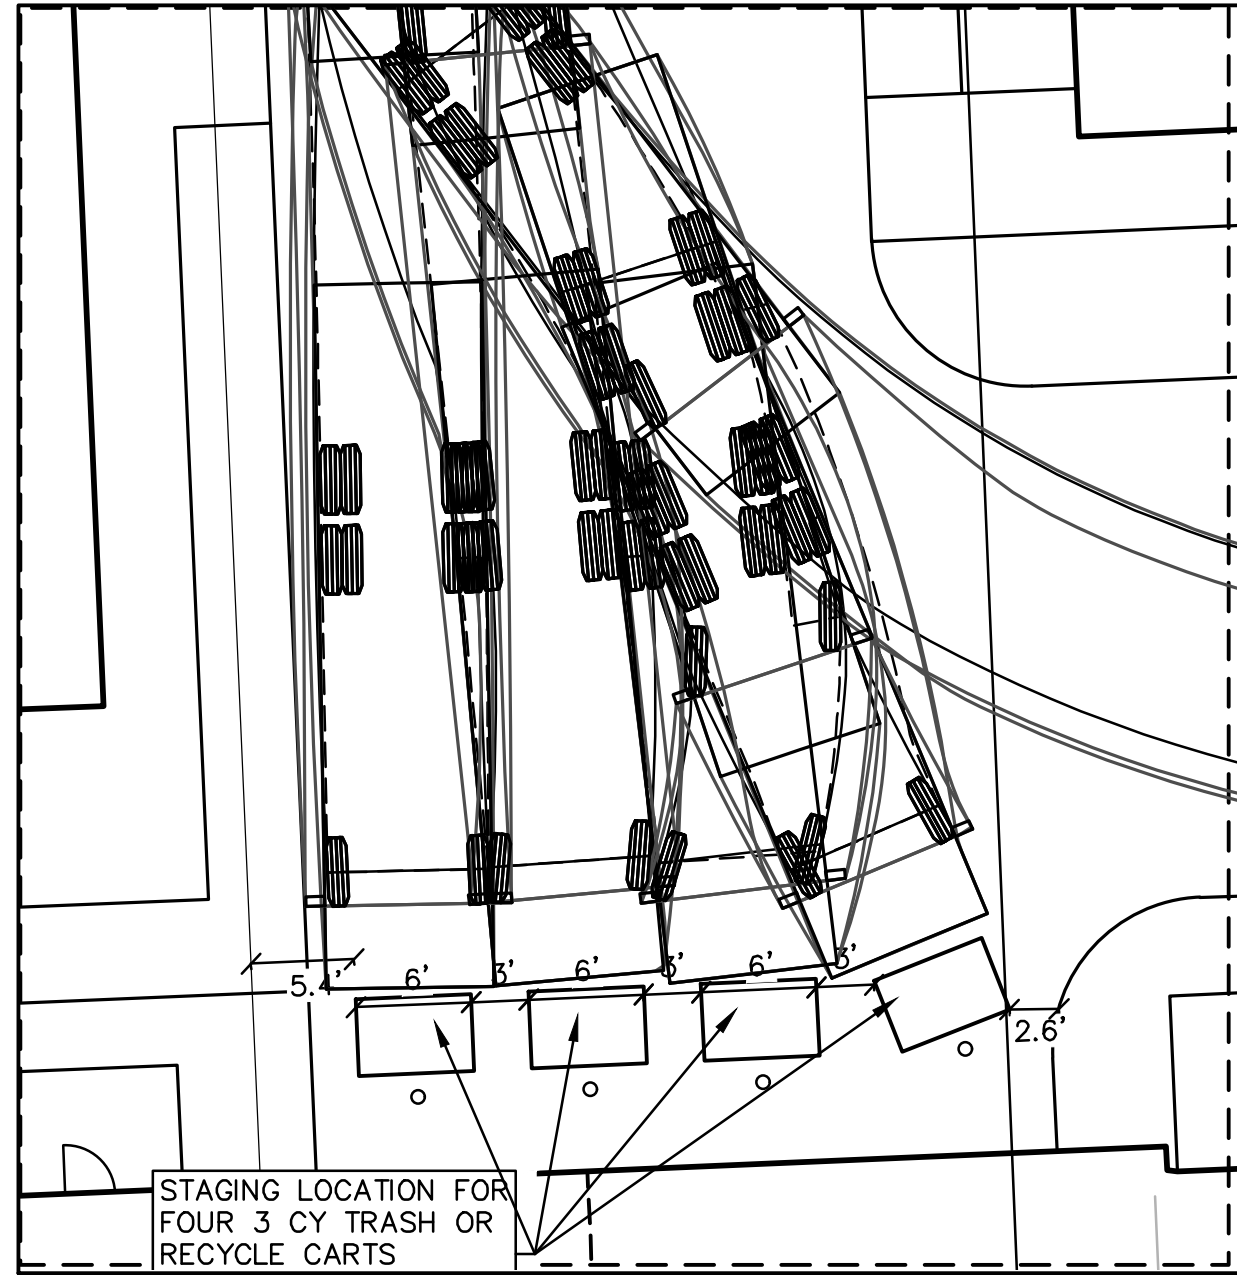 5.4'
6'
3'
6'
3'
6'
3'
2.6'
STAGING LOCATION FOR
FOUR 3 CY TRASH OR
RECYCLE CARTS